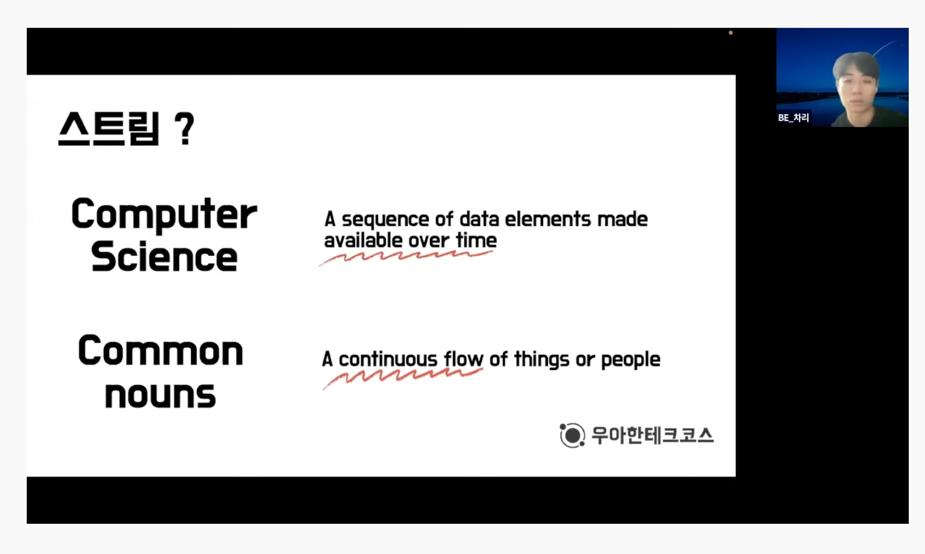 스트림 ?
Computer
Science
A sequence of data elements made
available over time
Common
nouns
A continuous flow of things or people
우아한테크코스
BE_차리